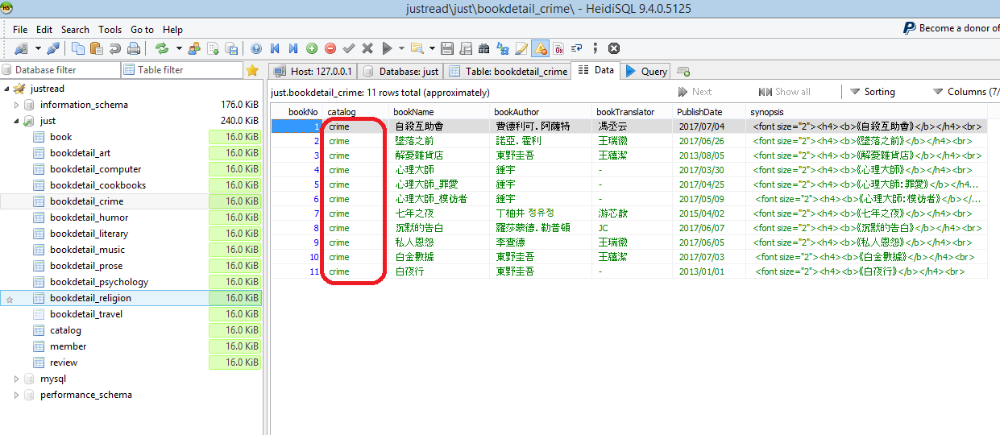 HS
justread\just\bookdetail_crime\ - HeidiSQL 9.4.0.5125
File Edit Search Tools Go to Help
Become a donor of
Database filter Table filter
Host: 127.0.0.1 Database: just Table: bookdetail_crime Data Query
justread
just.bookdetail_crime: 11 rows total (approximately) Next Show all Sorting Columns (7/
information_schema 176.0 KiB
just 240.0 KiB
book 16.0 KiB
bookdetail_art 16.0 KiB
bookdetail_computer 16.0 KiB
bookdetail_cookbooks 16.0 KiB
bookdetail_crime 16.0 KiB
bookdetail_humor 16.0 KiB
bookdetail_literary 16.0 KiB
bookdetail_music 16.0 KiB
bookdetail_prose 16.0 KiB
bookdetail_psychology 16.0 KiB
bookdetail_religion 16.0 KiB
bookdetail_travel 16.0 KiB
catalog 16.0 KiB
member 16.0 KiB
review 16.0 KiB
mysql
performance_schema
bookNo catalog bookName bookAuthor bookTranslator PublishDate synopsis
1 crime 自殺互助會 費德利可.阿薩特 馮丞云 2017/07/04 <font size="2"><h4><b>《自殺互助會》</b></h4><br>
2 crime 墜落之前 諾亞.霍利 王瑞徽 2017/06/26 <font size="2"><h4><b>《墜落之前》</b></h4><br>
3 crime 解憂雜貨店 東野圭吾 王蘊潔 2013/08/05 <font size="2"><h4><b>《解憂雜貨店》</b></h4><br>
4 crime 心理大師 鍾宇 - 2017/03/30 <font size="2"><h4><b>《心理大師》</b></h4><br>
5 crime 心理大師_罪愛 鍾宇 - 2017/04/25 <font size="2"><h4><b>《心理大師:罪愛》</b></h4...
6 crime 心理大師_模仿者 鍾宇 - 2017/05/09 <font size="2"><h4><b>《心理大師:模仿者》</b></...
7 crime 七年之夜 丁柚井 정유정 游芯歆 2015/04/02 <font size="2"><h4><b>《七年之夜》</b></h4><br>
8 crime 沉默的告白 羅莎蒙德.勒普頓 JC 2017/06/07 <font size="2"><h4><b>《沉默的告白》</b></h4><br>
9 crime 私人恩怨 李查德 王瑞徽 2017/06/05 <font size="2"><h4><b>《私人恩怨》</b></h4><br>
10 crime 白金數據 東野圭吾 王蘊潔 2017/07/03 <font size="2"><h4><b>《白金數據》</b></h4><br>
11 crime 白夜行 東野圭吾 - 2013/01/01 <font size="2"><h4><b>《白夜行》</b></h4><br>